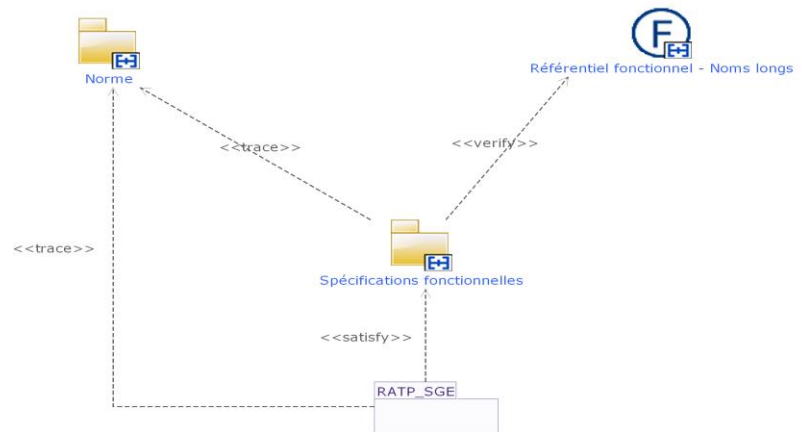 F
Norme
Référentiel fonctionnel - Noms longs
<<trace>>
<<verify>>
<<trace>>
Spécifications fonctionnelles
<<satisfy>>
RATP_SGE